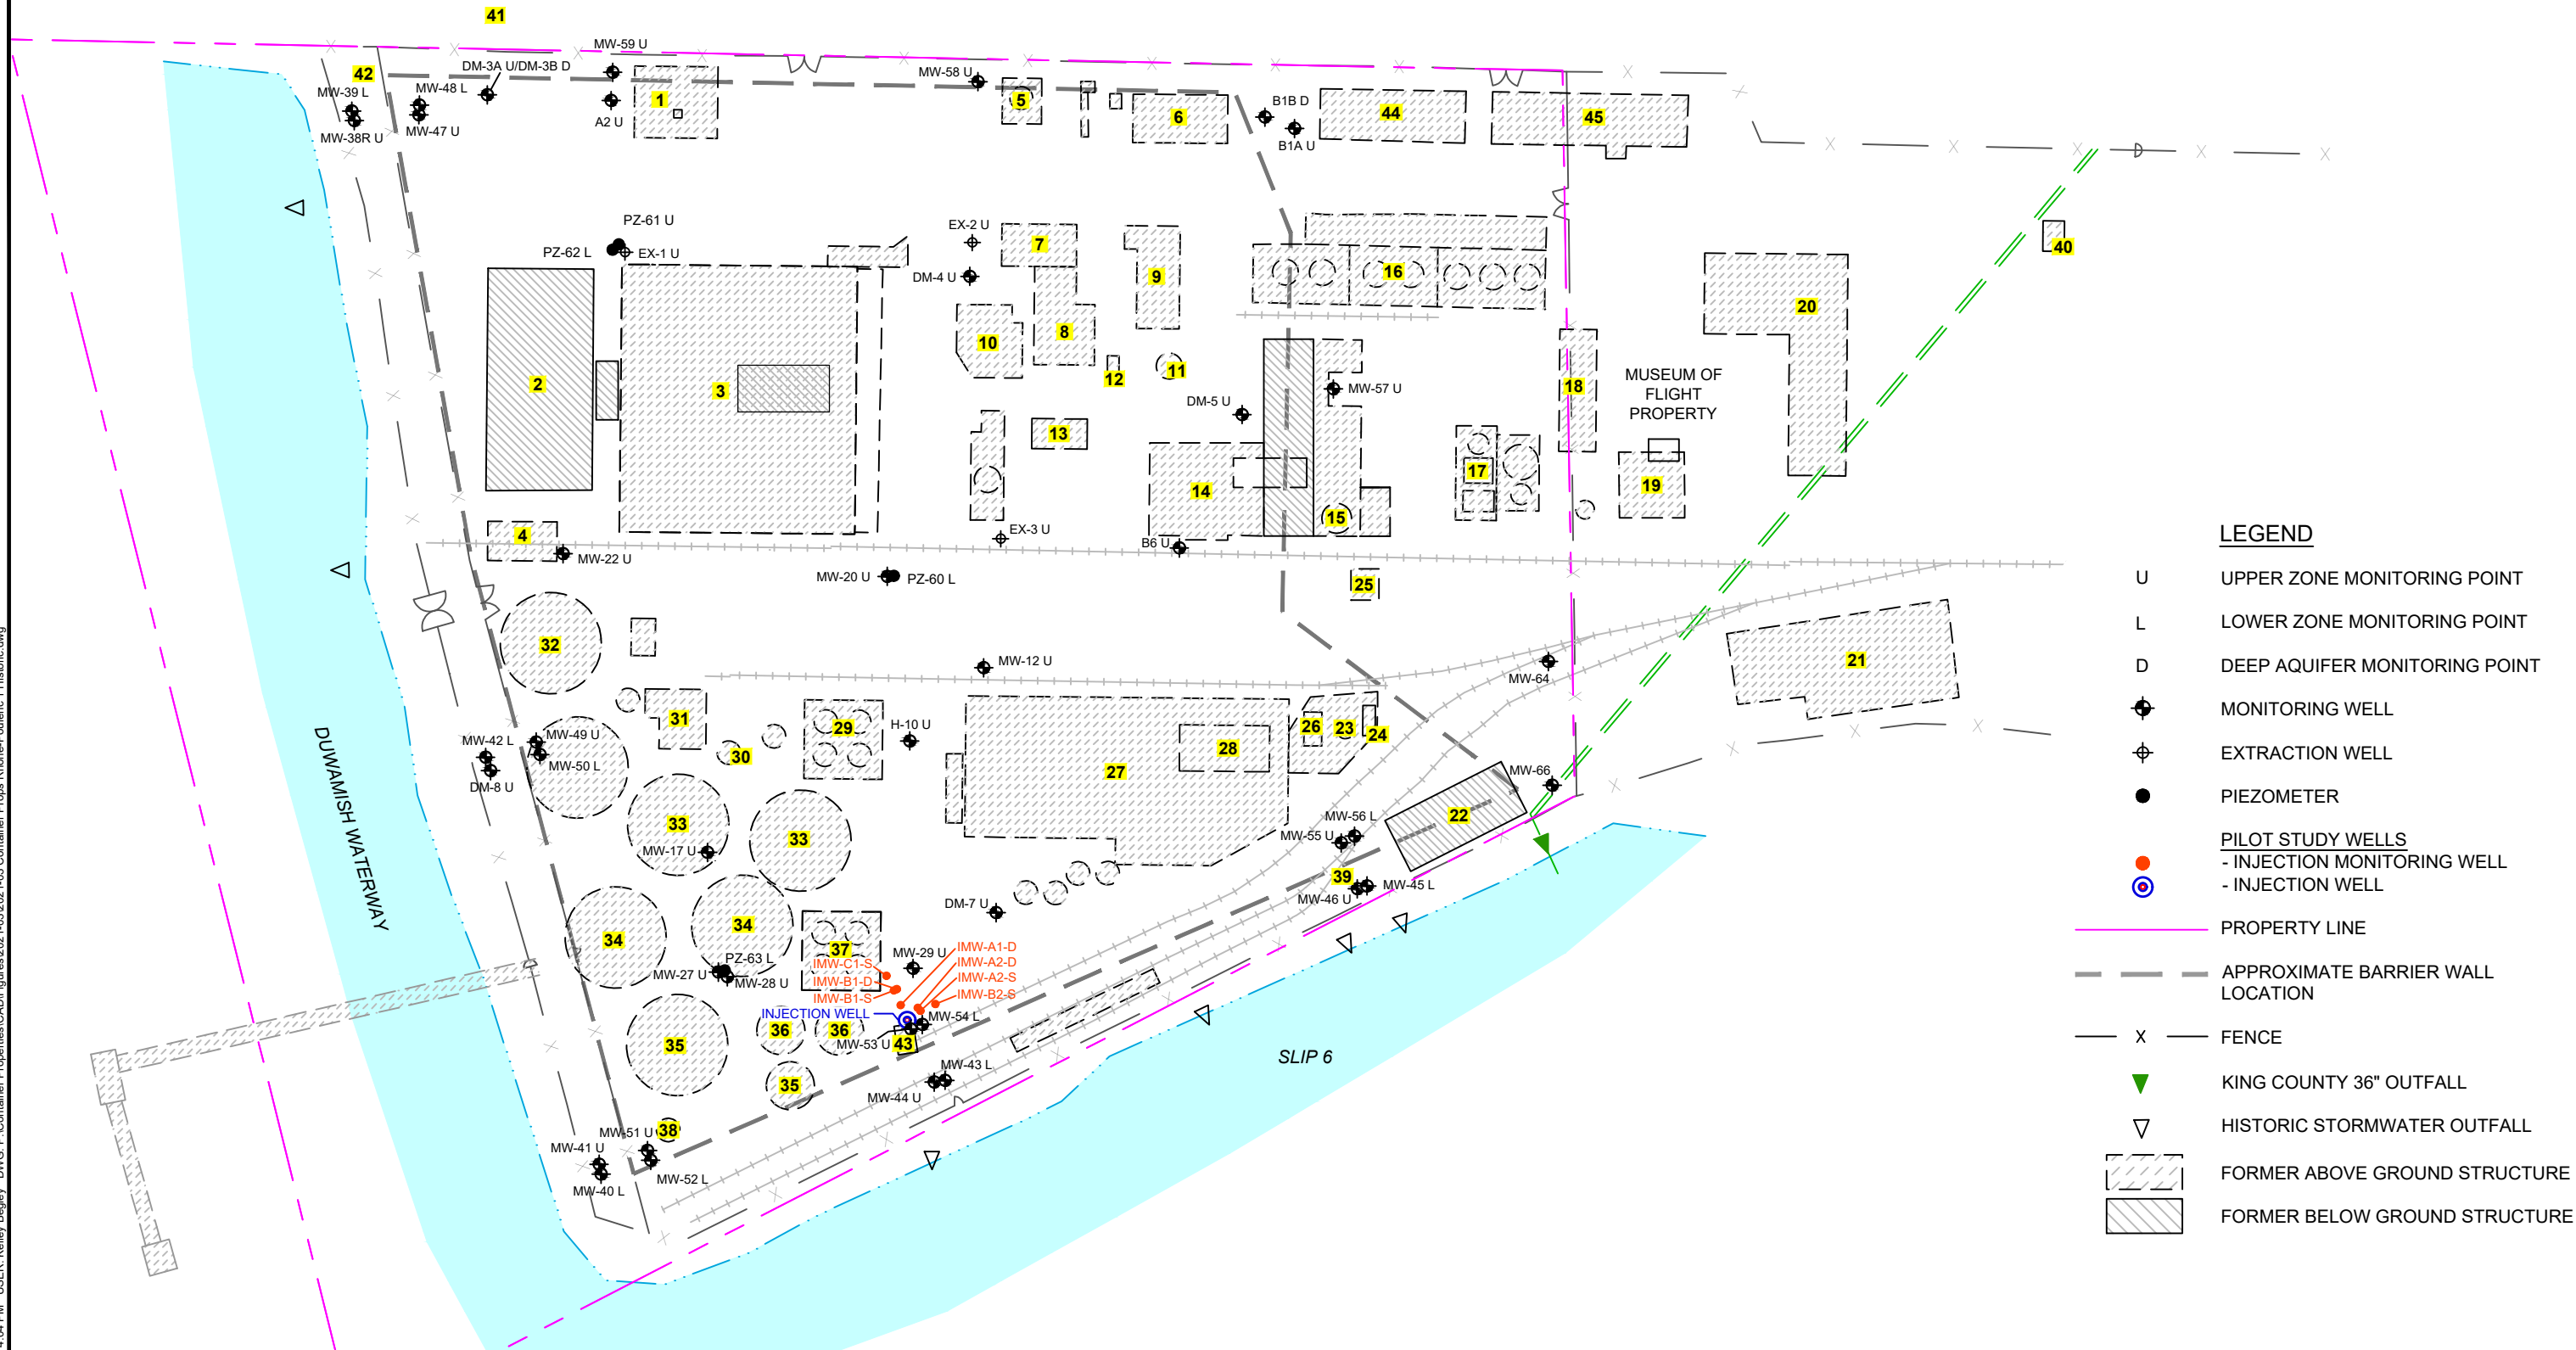 41
MW-59 U
42
DM-3A U/DM-3B D
MW-58 U
MW-39 L
MW-48 L
1
5
B1B D
44
45
6
MW-38R U
MW-47 U
A2 U
B1A U
PZ-61 U
EX-2 U
7
40
PZ-62 L
EX-1 U
DM-4 U
9
16
20
10
8
12
11
2
3
18
MUSEUM OF
FLIGHT
PROPERTY
MW-57 U
DM-5 U
13
17
14
19
15
4
EX-3 U
B6 U
MW-22 U
MW-20 U
PZ-60 L
25
32
MW-12 U
21
MW-64
31
29
H-10 U
26
23
24
MW-42 L
MW-49 U
30
28
MW-50 L
27
DM-8 U
MW-66
DUWAMISH WATERWAY
33
33
MW-56 L
22
MW-55 U
MW-17 U
39
MW-45 L
MW-46 U
DM-7 U
34
34
37
MW-29 U
IMW-A1-D
IMW-C1-S
PZ-63 L
IMW-A2-D
MW-27 U
IMW-B1-D
IMW-A2-S
MW-28 U
IMW-B1-S
IMW-B2-S
INJECTION WELL
MW-54 L
36
36
MW-53 U
43
35
SLIP 6
MW-43 L
35
MW-44 U
MW-51 U
38
MW-41 U
MW-52 L
MW-40 L
LEGEND
U UPPER ZONE MONITORING POINT
L LOWER ZONE MONITORING POINT
D DEEP AQUIFER MONITORING POINT
MONITORING WELL
EXTRACTION WELL
PIEZOMETER
PILOT STUDY WELLS
- INJECTION MONITORING WELL
- INJECTION WELL
PROPERTY LINE
APPROXIMATE BARRIER WALL
LOCATION
X FENCE
KING COUNTY 36" OUTFALL
HISTORIC STORMWATER OUTFALL
FORMER ABOVE GROUND STRUCTURE
FORMER BELOW GROUND STRUCTURE